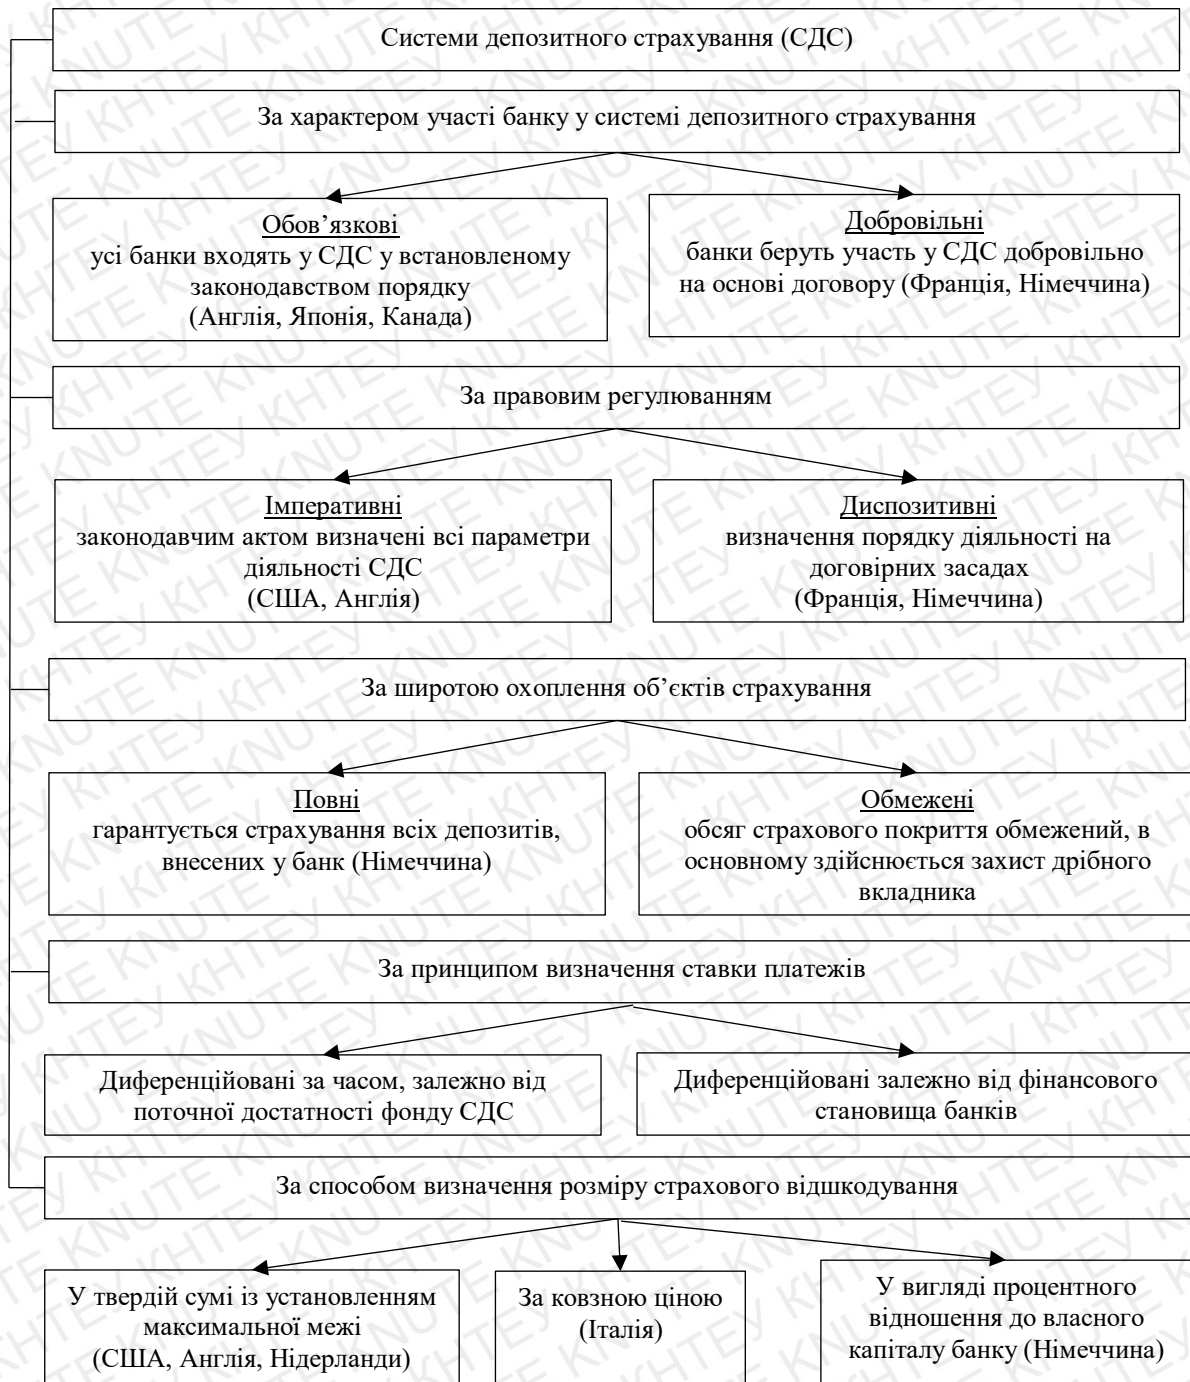 Системи депозитного страхування (СДС)
За характером участі банку у системі депозитного страхування
Обов’язкові
усі банки входять у СДС у встановленому
законодавством порядку
(Англія, Японія, Канада)
Добровільні
банки беруть участь у СДС добровільно
на основі договору (Франція, Німеччина)
За правовим регулюванням
Імперативні
законодавчим актом визначені всі параметри
діяльності СДС
(США, Англія)
Диспозитивні
визначення порядку діяльності на
договірних засадах
(Франція, Німеччина)
За широтою охоплення об’єктів страхування
Повні
гарантується страхування всіх депозитів,
внесених у банк (Німеччина)
Обмежені
обсяг страхового покриття обмежений, в
основному здійснюється захист дрібного
вкладника
За принципом визначення ставки платежів
Диференційовані за часом, залежно від
поточної достатності фонду СДС
Диференційовані залежно від фінансового
становища банків
За способом визначення розміру страхового відшкодування
У твердій сумі із установленням
максимальної межі
(США, Англія, Нідерланди)
За ковзною ціною
(Італія)
У вигляді процентного
відношення до власного
капіталу банку (Німеччина)